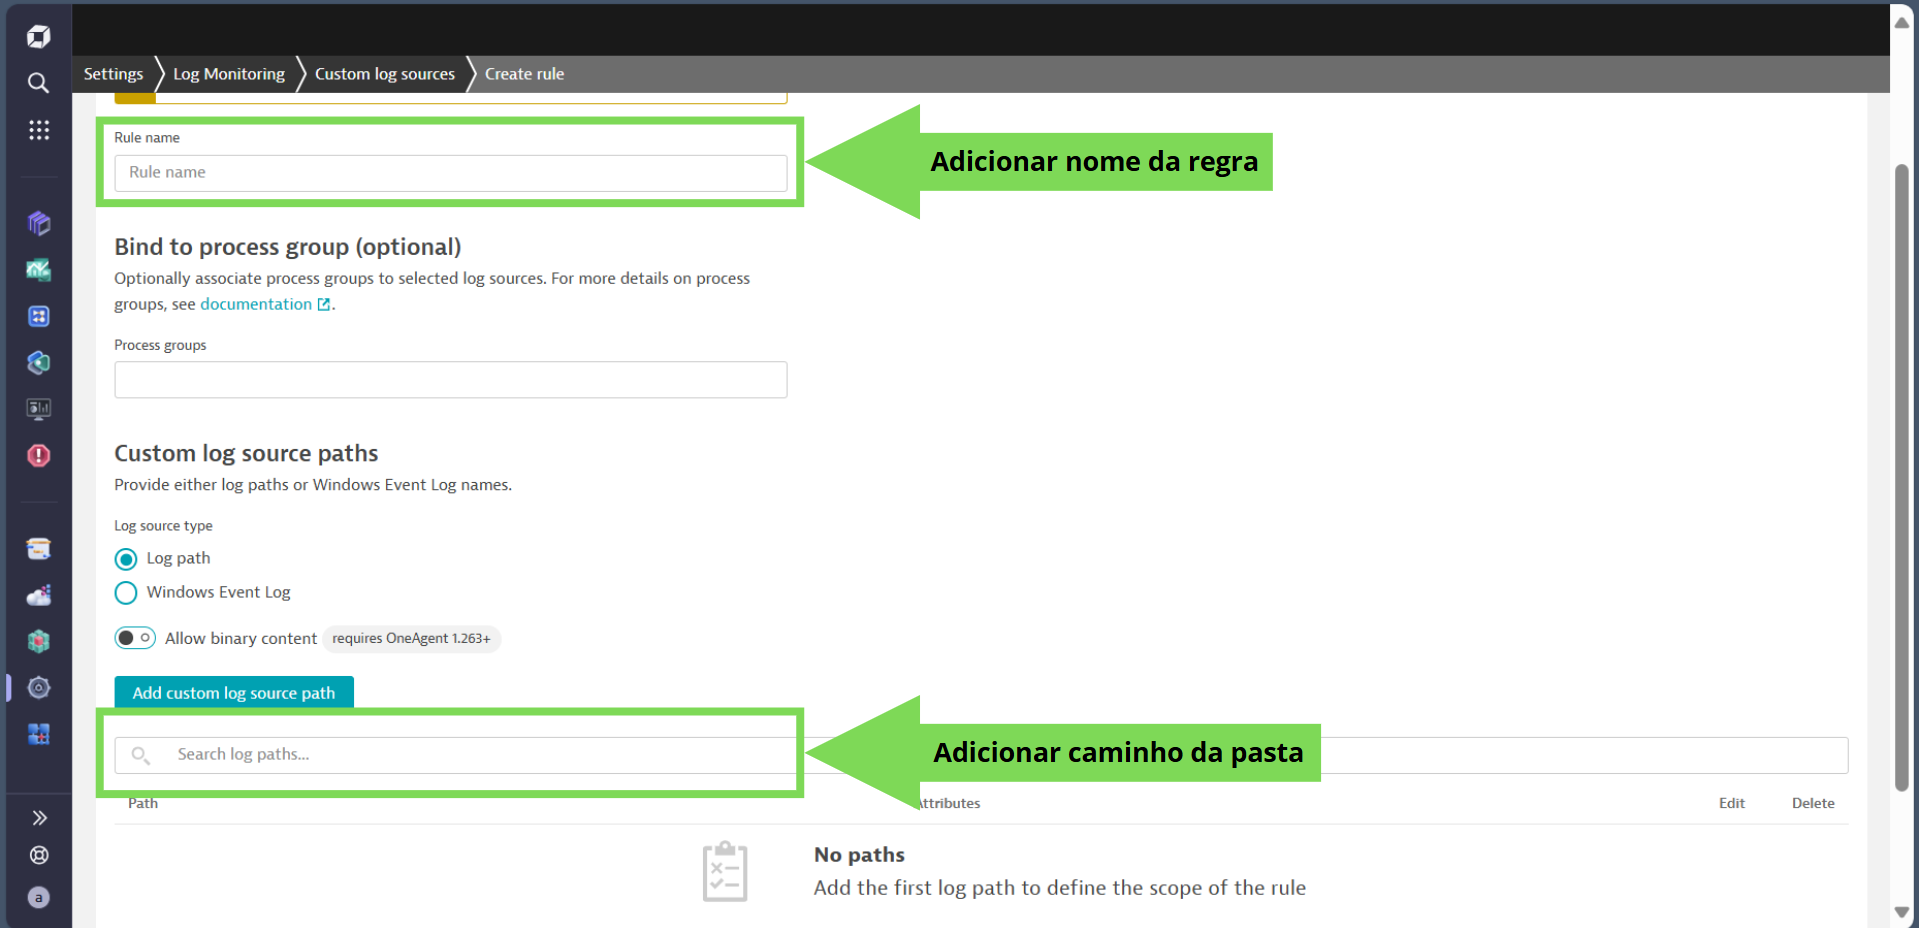 Settings
Log Monitoring
Custom log sources
Create rule
Rule name
Rule name
Adicionar nome da regra
Bind to process group (optional)
Optionally associate process groups to selected log sources. For more details on process
groups, see documentation.
Process groups
Custom log source paths
Provide either log paths or Windows Event Log names.
Log source type
Log path
Windows Event Log
Allow binary content requires OneAgent 1.263+
Add custom log source path
Search log paths...
Adicionar caminho da pasta
Path
ttributes
Edit
Delete
No paths
Add the first log path to define the scope of the rule
a